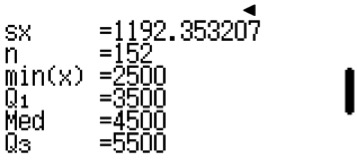 sx =1192.353207
n =152
min(x) =2500
Q₁ =3500
Med =4500
Q₃ =5500